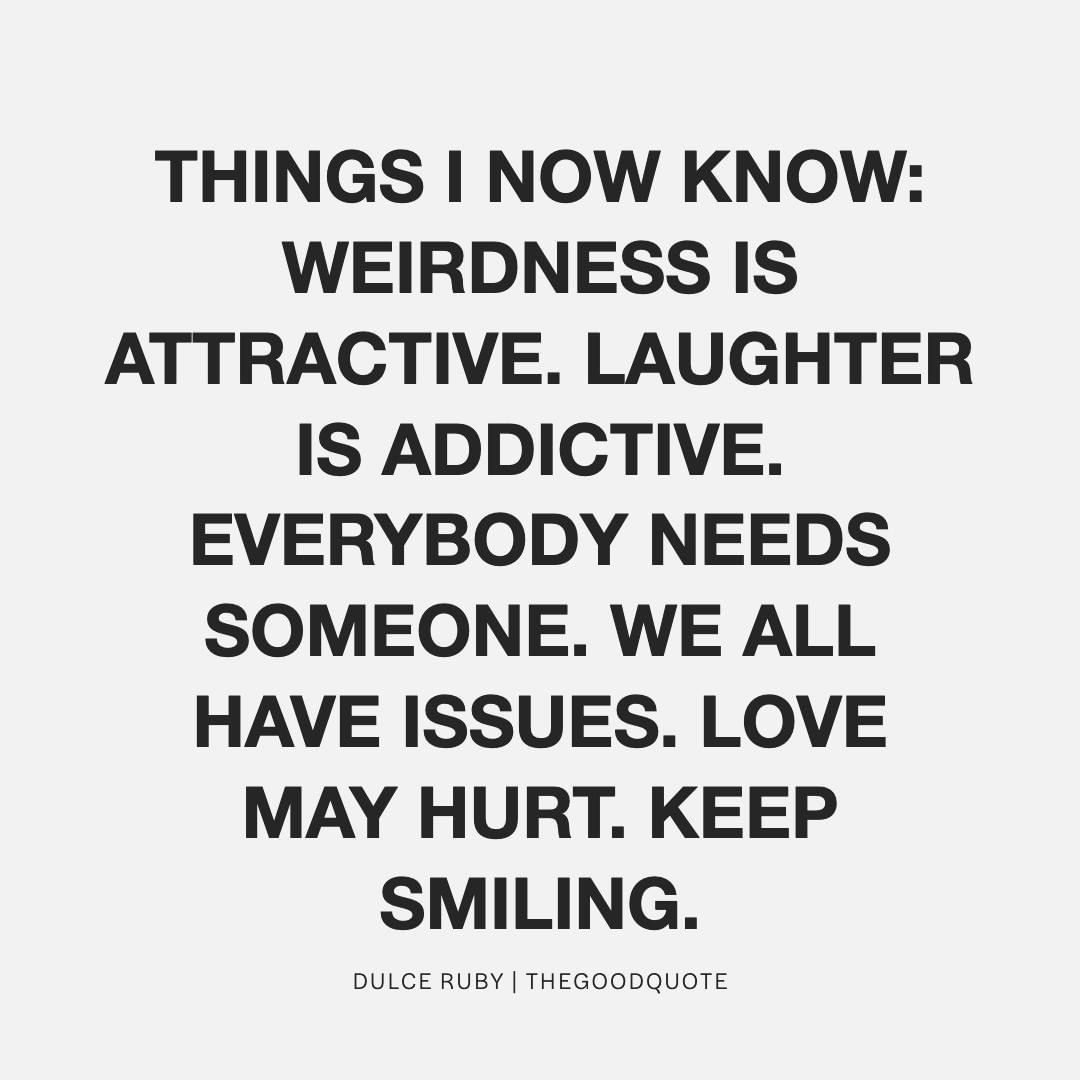 THINGS I NOW KNOW:
WEIRDNESS IS
ATTRACTIVE. LAUGHTER
IS ADDICTIVE.
EVERYBODY NEEDS
SOMEONE. WE ALL
HAVE ISSUES. LOVE
MAY HURT. KEEP
SMILING.
DULCE RUBY | THEGOODQUOTE